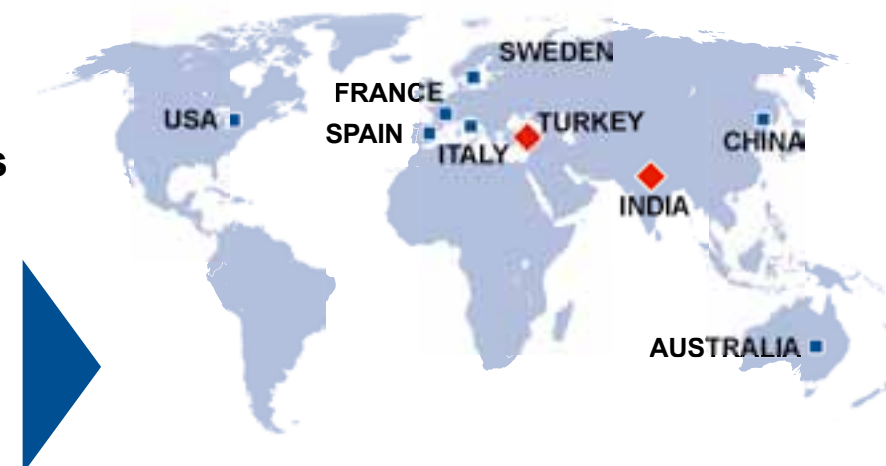 SWEDEN
FRANCE
USA
SPAIN
TURKEY
ITALY
CHINA
s
INDIA
AUSTRALIA